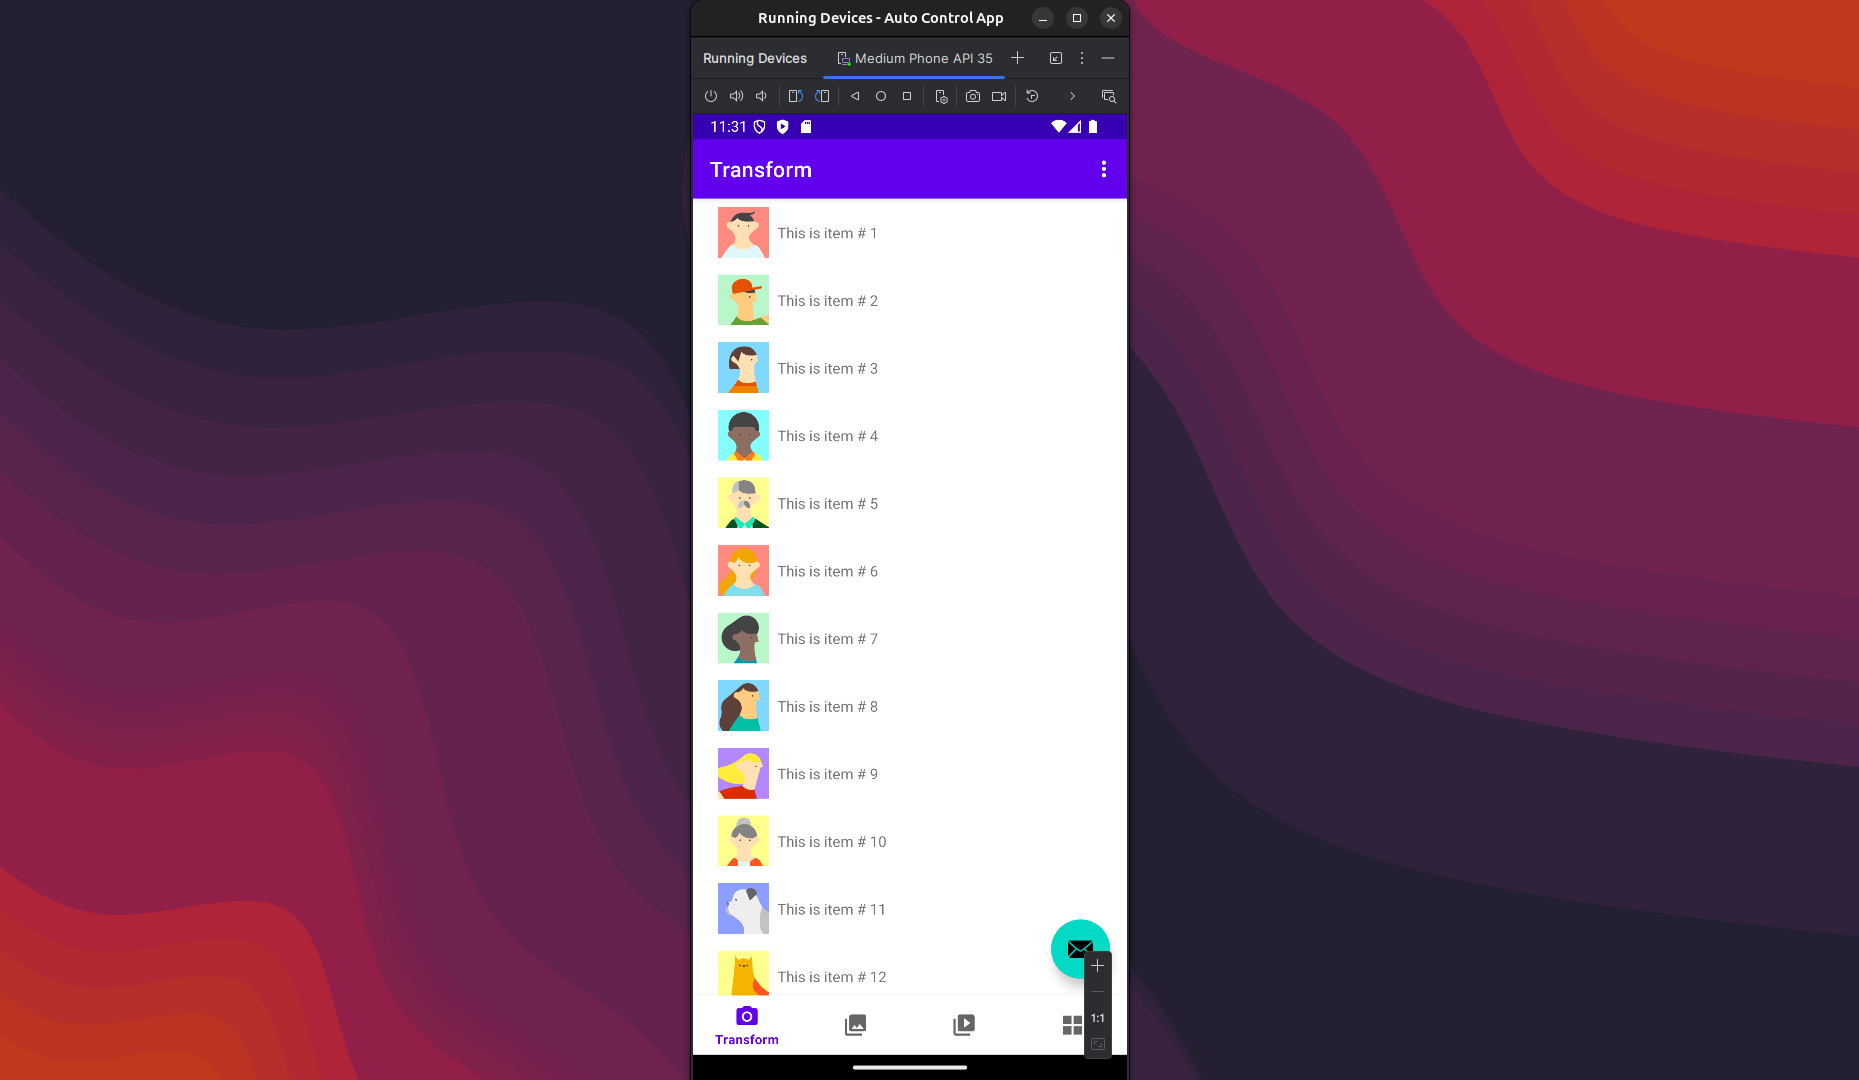 Running Devices - Auto Control App
Running Devices
Medium Phone API 35
11:31
Transform
This is item # 1
This is item # 2
This is item # 3
This is item # 4
This is item # 5
This is item # 6
This is item # 7
This is item # 8
This is item # 9
This is item # 10
This is item # 11
This is item # 12
1:1
Transform